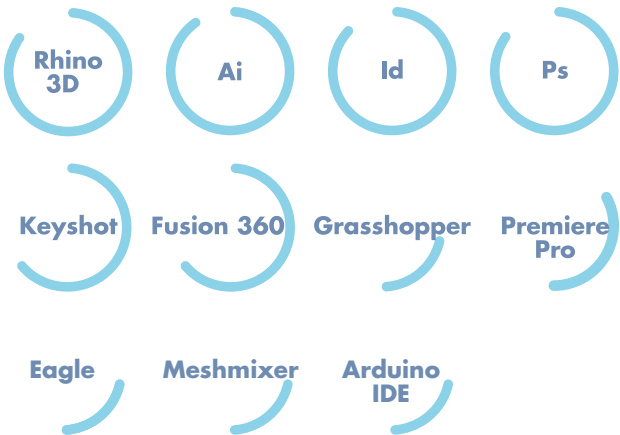 Rhino
3D
Ai
Id
Ps
Keyshot
Fusion 360
Grasshopper
Premiere
Pro
Eagle
Meshmixer
Arduino
IDE